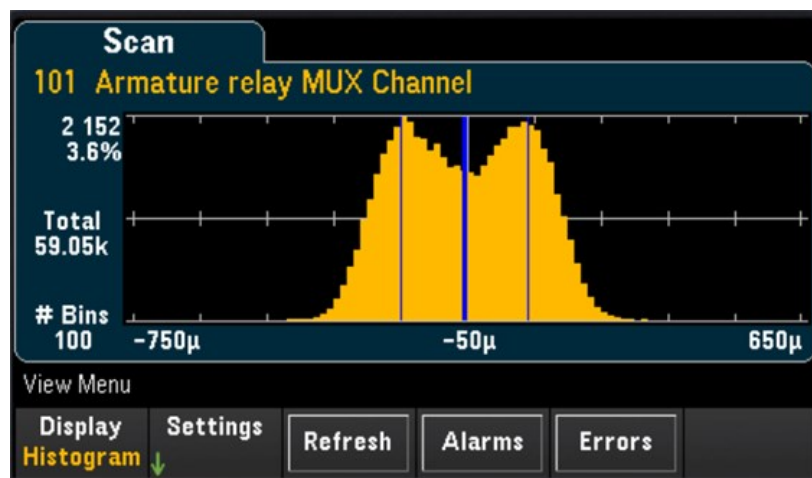 Scan
101 Armature relay MUX Channel
2 152
3.6%
Total
59.05k
# Bins
100
-750µ
-50µ
650µ
View Menu
Display
Histogram
Settings
Refresh
Alarms
Errors